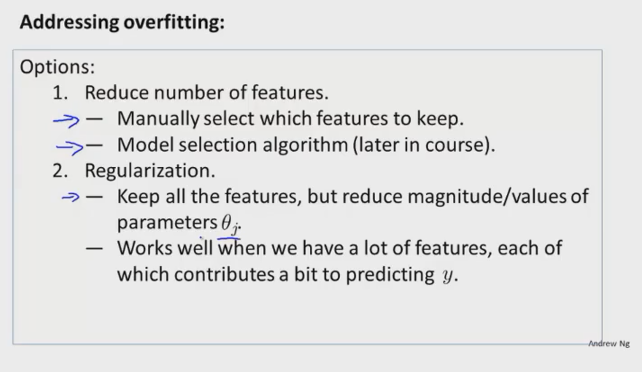 Addressing overfitting:
Options:
1. Reduce number of features.
— Manually select which features to keep.
— Model selection algorithm (later in course).
2. Regularization.
— Keep all the features, but reduce magnitude/values of
parameters θⱼ.
— Works well when we have a lot of features, each of
which contributes a bit to predicting y.
Andrew Ng